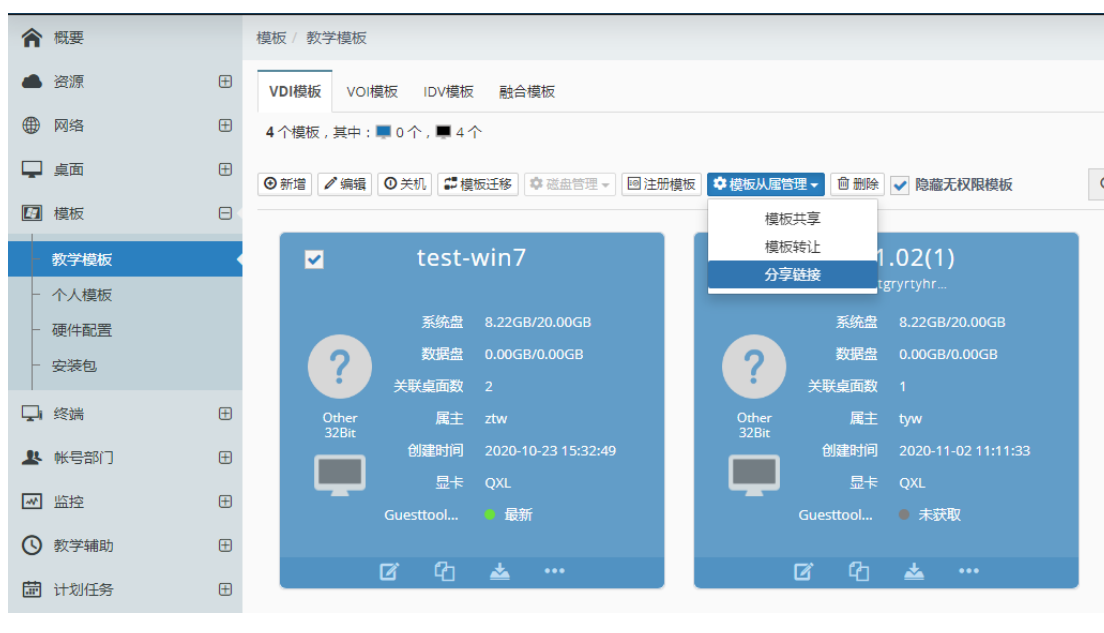 概要
资源
网络
桌面
模板
教学模板
个人模板
硬件配置
安装包
终端
帐号部门
监控
教学辅助
计划任务
模板 / 教学模板
VDI模板 VOI模板 IDV模板 融合模板
4 个模板，其中： 0 个， 4 个
新增 编辑 关机 模板迁移 磁盘管理 注册模板 模板从属管理 删除 隐藏无权限模板
模板共享
模板转让
分享链接
test-win7
系统盘 8.22GB/20.00GB
数据盘 0.00GB/0.00GB
关联桌面数 2
Other
32Bit
属主 ztw
创建时间 2020-10-23 15:32:49
显卡 QXL
Guesttool... 最新
1.02(1)
tgryrtyhr...
系统盘 8.22GB/20.00GB
数据盘 0.00GB/0.00GB
关联桌面数 1
Other
32Bit
属主 tyw
创建时间 2020-11-02 11:11:33
显卡 QXL
Guesttool... 未获取